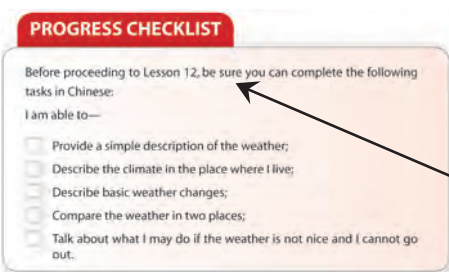 PROGRESS CHECKLIST
Before proceeding to Lesson 12, be sure you can complete the following
tasks in Chinese:
I am able to—
Provide a simple description of the weather;
Describe the climate in the place where I live;
Describe basic weather changes;
Compare the weather in two places;
Talk about what I may do if the weather is not nice and I cannot go
out.